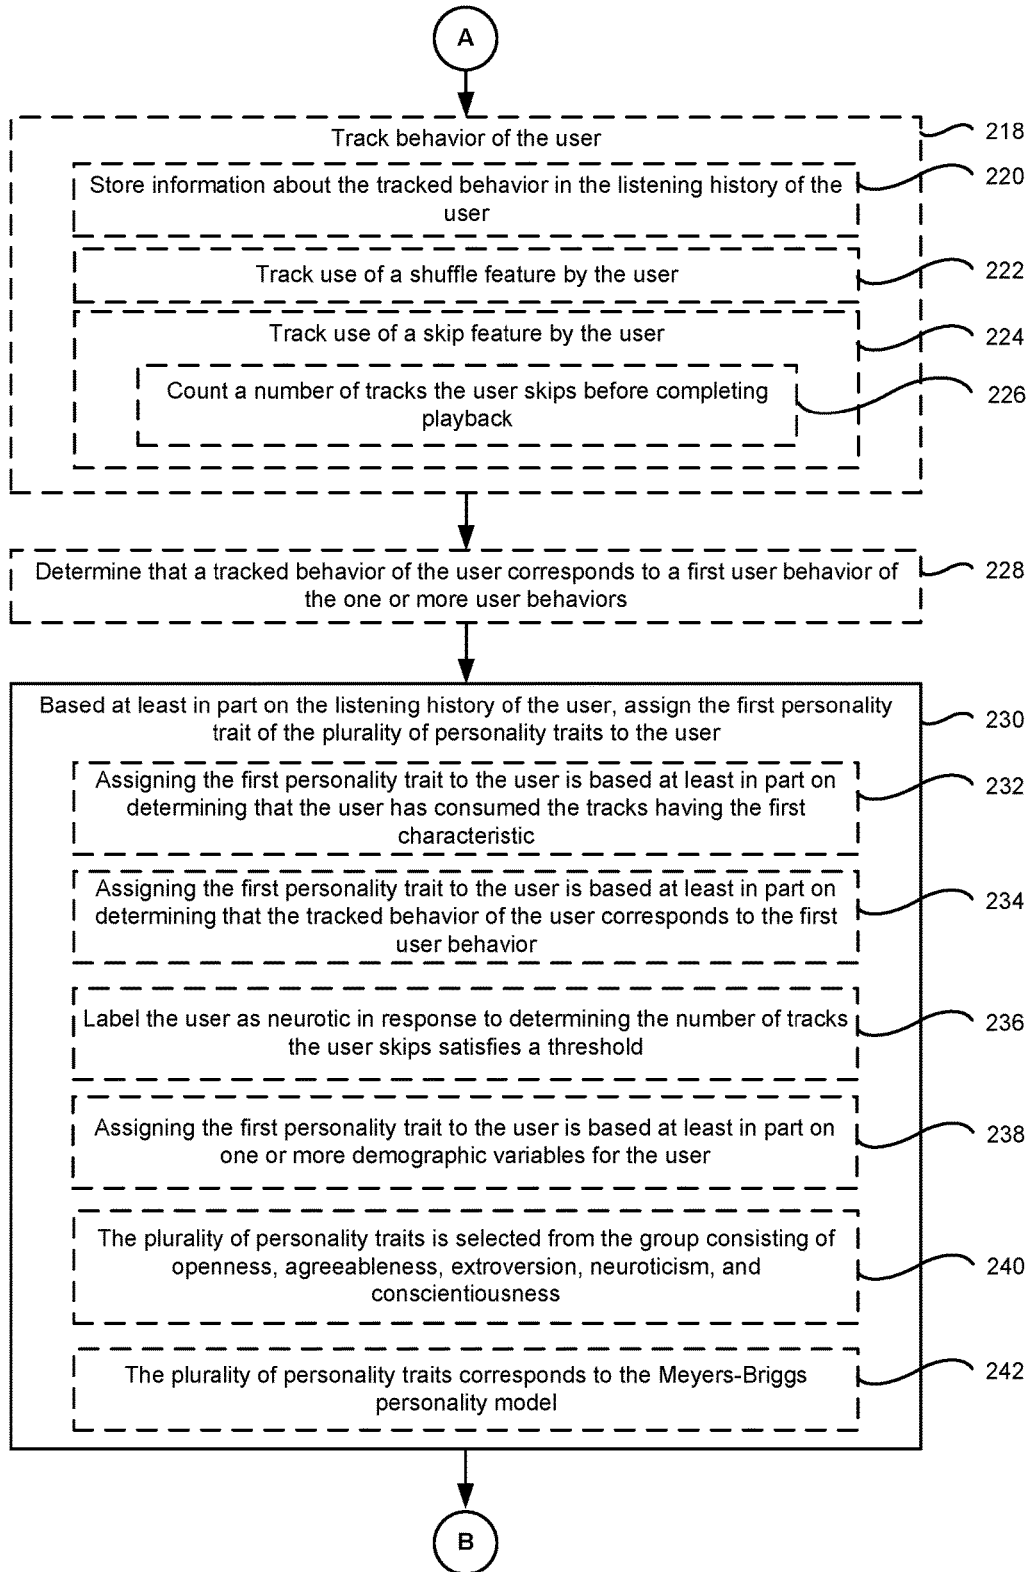 A
Track behavior of the user
218
Store information about the tracked behavior in the listening history of the
user
220
Track use of a shuffle feature by the user
222
Track use of a skip feature by the user
224
Count a number of tracks the user skips before completing
playback
226
Determine that a tracked behavior of the user corresponds to a first user behavior of
the one or more user behaviors
228
Based at least in part on the listening history of the user, assign the first personality
trait of the plurality of personality traits to the user
230
Assigning the first personality trait to the user is based at least in part on
determining that the user has consumed the tracks having the first
characteristic
232
Assigning the first personality trait to the user is based at least in part on
determining that the tracked behavior of the user corresponds to the first
user behavior
234
Label the user as neurotic in response to determining the number of tracks
the user skips satisfies a threshold
236
Assigning the first personality trait to the user is based at least in part on
one or more demographic variables for the user
238
The plurality of personality traits is selected from the group consisting of
openness, agreeableness, extroversion, neuroticism, and
conscientiousness
240
The plurality of personality traits corresponds to the Meyers-Briggs
personality model
242
B